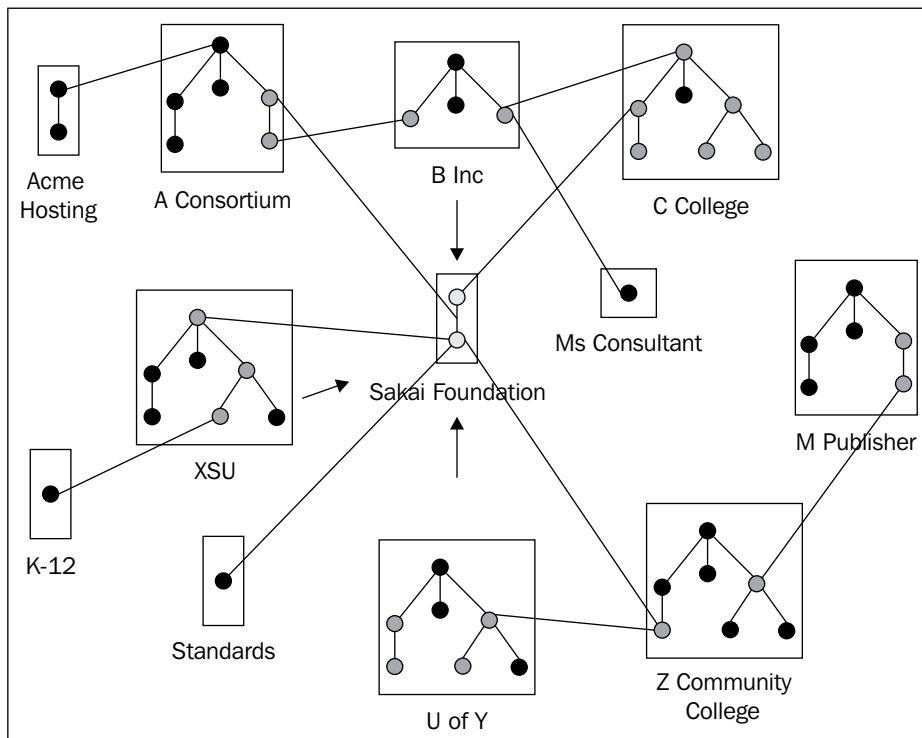 Acme
Hosting
A Consortium
B Inc
C College
Ms Consultant
Sakai Foundation
M Publisher
XSU
K-12
Standards
U of Y
Z Community
College